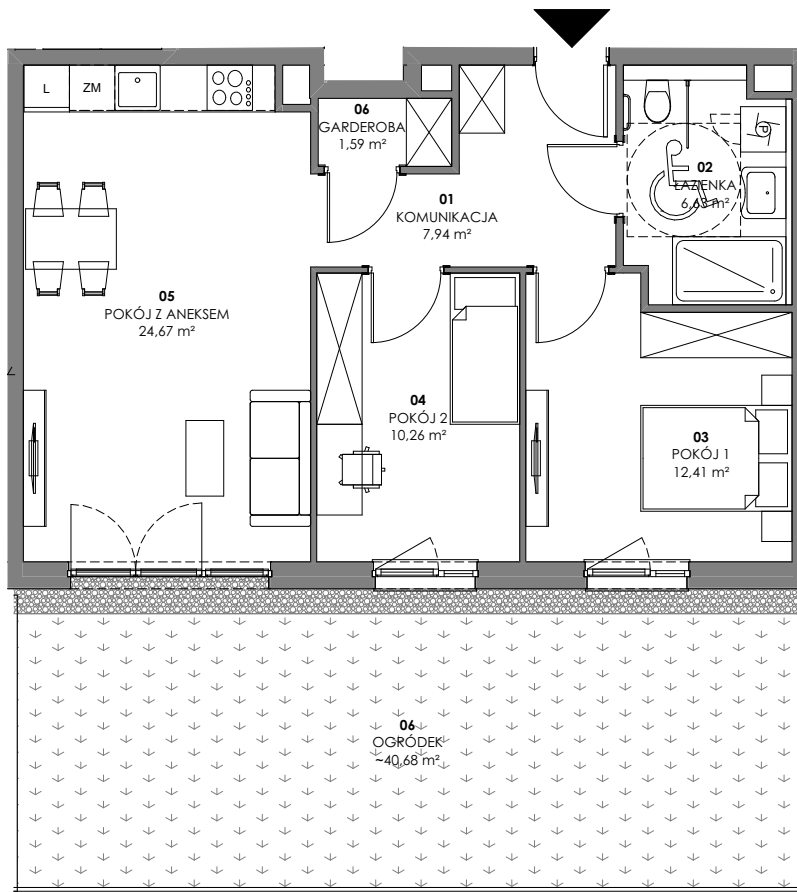 L
ZM
06
GARDEROBA
1,59 m²
01
KOMUNIKACJA
7,94 m²
02
ŁAZIENKA
6,63 m²
05
POKÓJ Z ANEKSEM
24,67 m²
04
POKÓJ 2
10,26 m²
03
POKÓJ 1
12,41 m²
06
OGRÓDEK
~40,68 m²